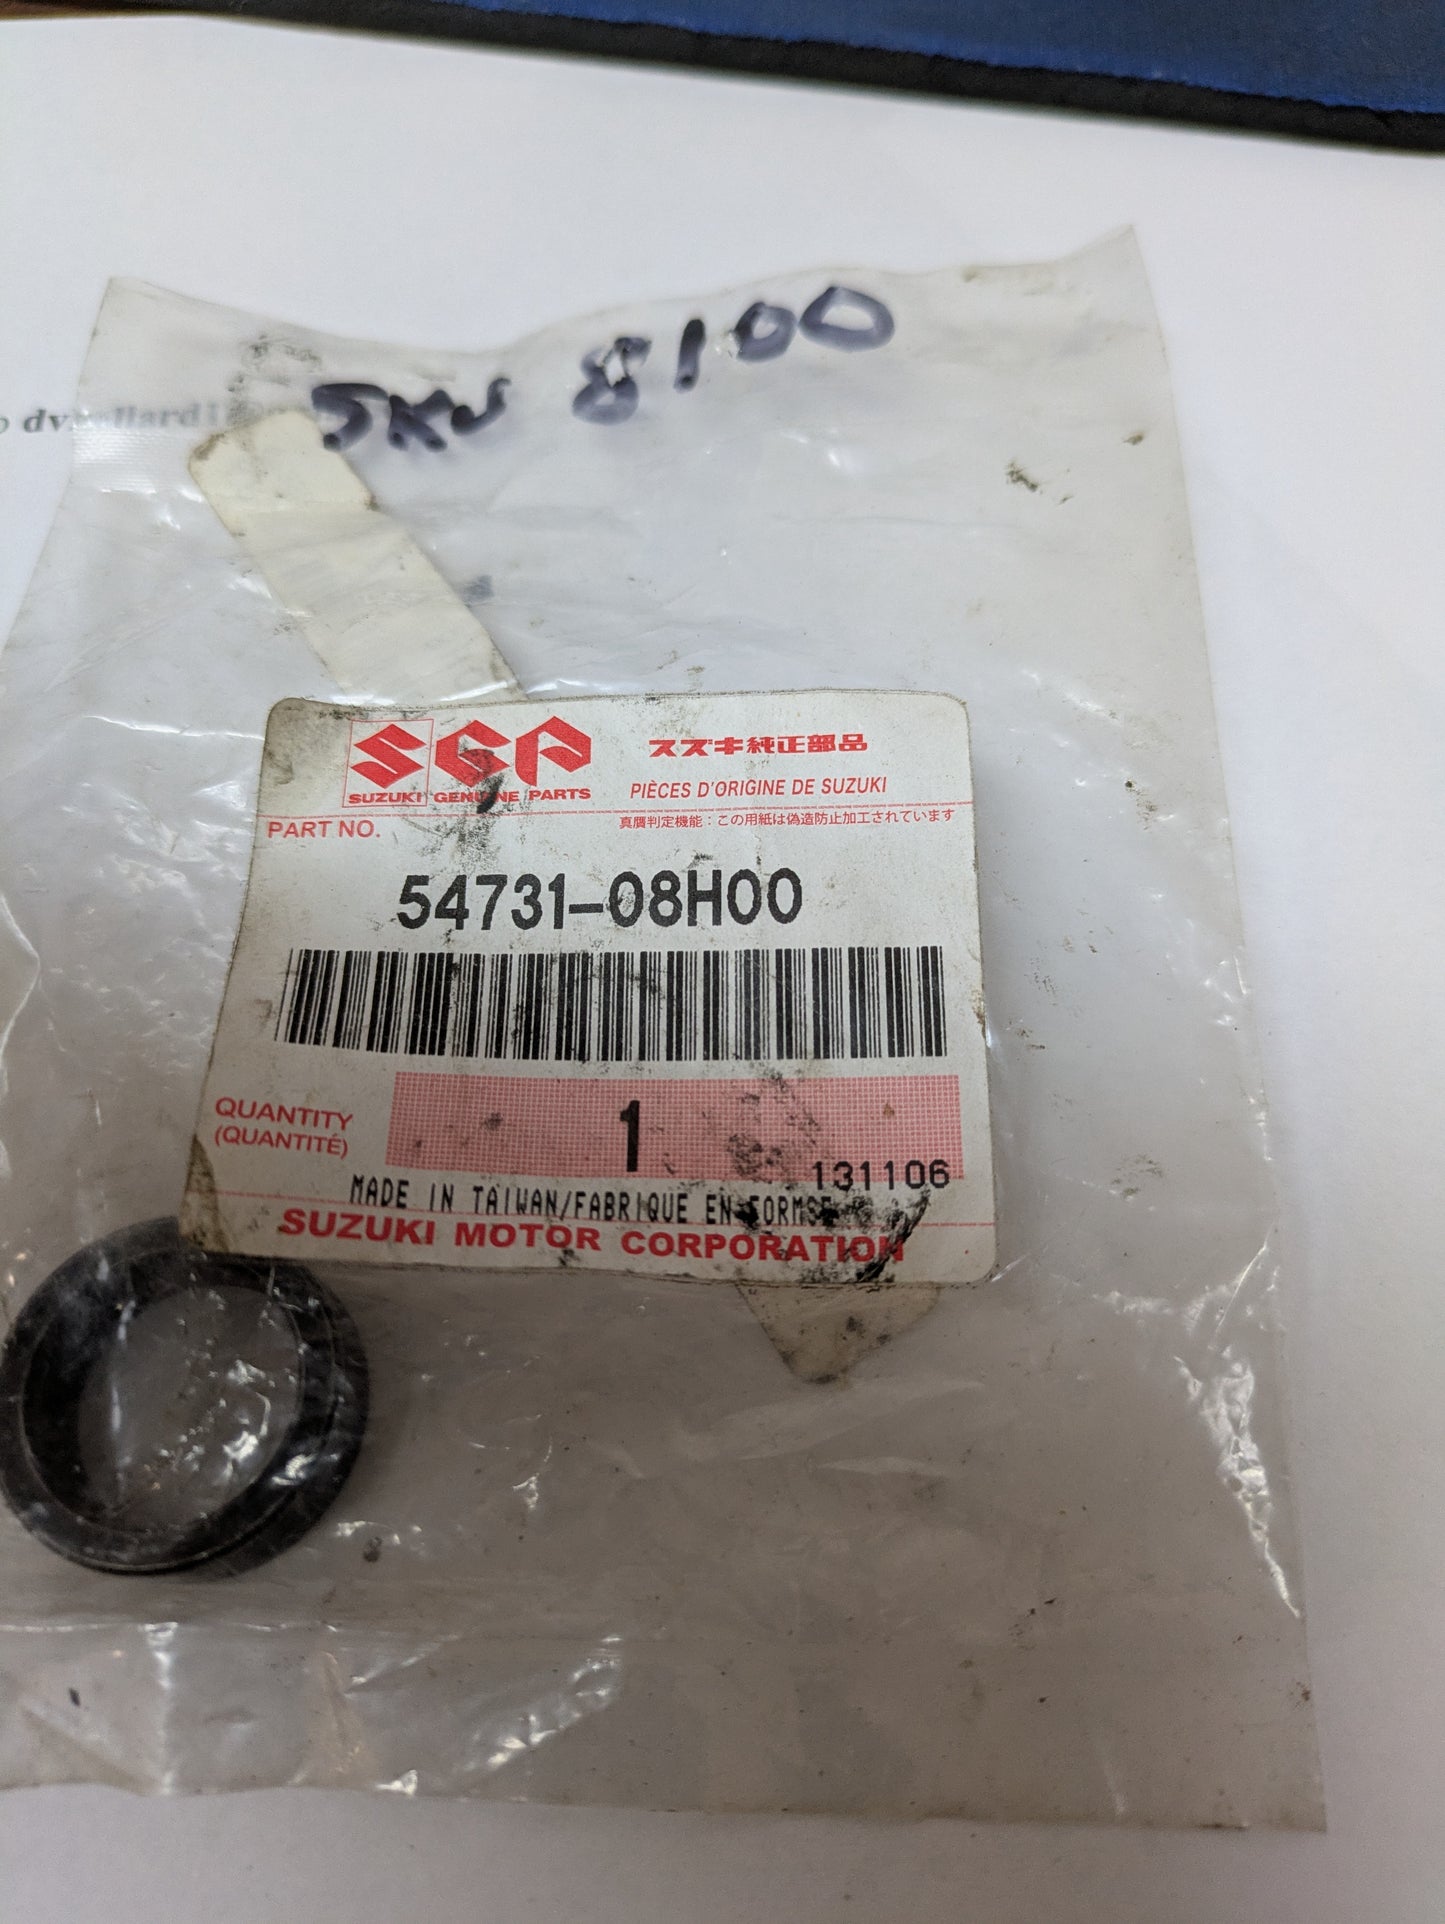 SKU 8100
SGP
SUZUKI GENUINE PARTS
スズキ純正部品
PIÈCES D'ORIGINE DE SUZUKI
PART NO.
真贋判定機能：この用紙は偽造防止加工されています
54731-08H00
QUANTITY
(QUANTITÉ)
1
131106
MADE IN TAIWAN/FABRIQUE EN FORMSE
SUZUKI MOTOR CORPORATION